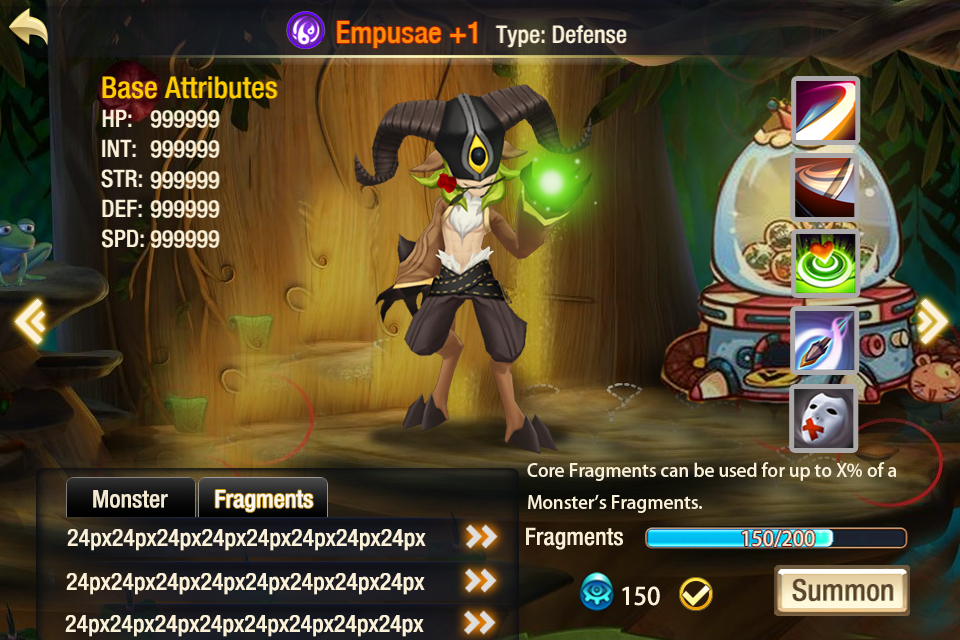 Empusae +1 Type: Defense
Base Attributes
HP: 999999
INT: 999999
STR: 999999
DEF: 999999
SPD: 999999
Core Fragments can be used for up to X% of a
Monster's Fragments.
Monster Fragments
24px24px24px24px24px24px24px24px
24px24px24px24px24px24px24px24px
24px24px24px24px24px24px24px24px
Fragments 150/200
150 Summon